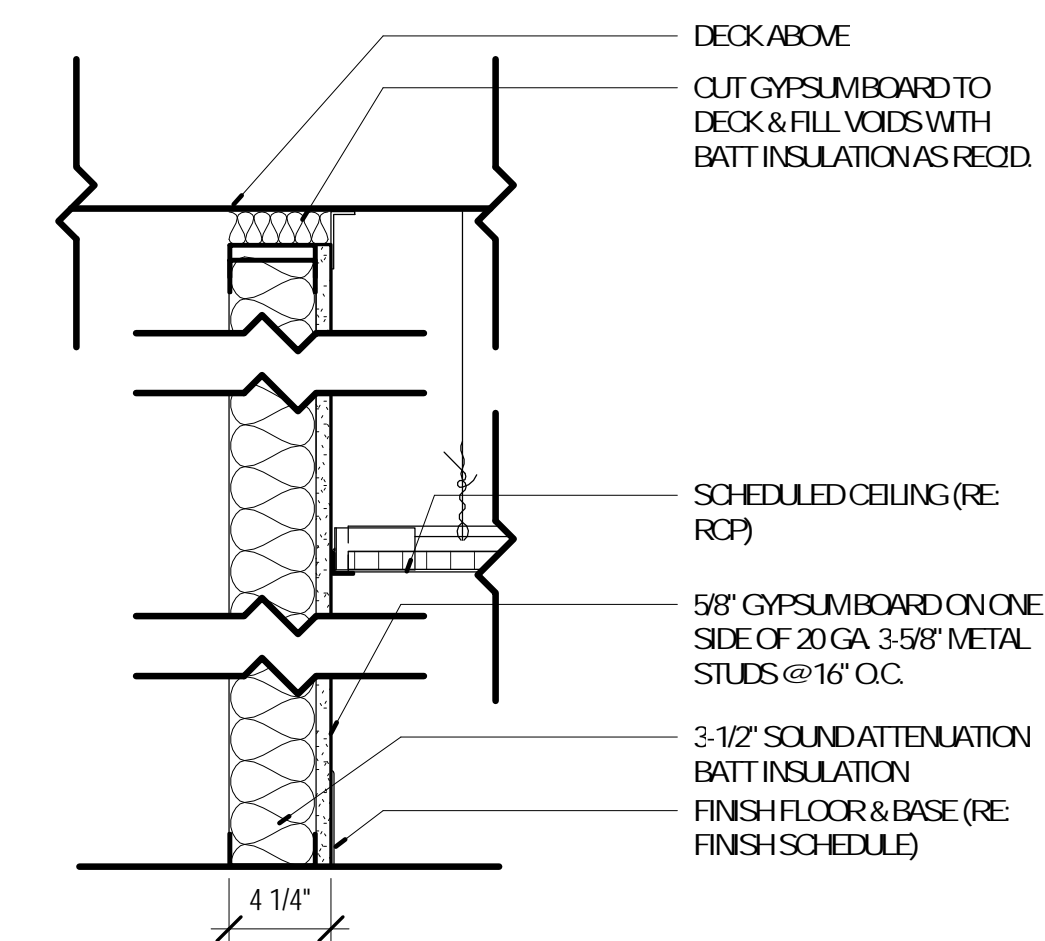 DECK ABOVE
CUT GYPSUM BOARD TO
DECK & FILL VOIDS WITH
BATT INSULATION AS REQ'D.
SCHEDULED CEILING (RE:
RCP)
5/8" GYPSUM BOARD ON ONE
SIDE OF 20 GA. 3-5/8" METAL
STUDS @ 16" O.C.
3-1/2" SOUND ATTENUATION
BATT INSULATION
FINISH FLOOR & BASE (RE:
FINISH SCHEDULE)
4 1/4"